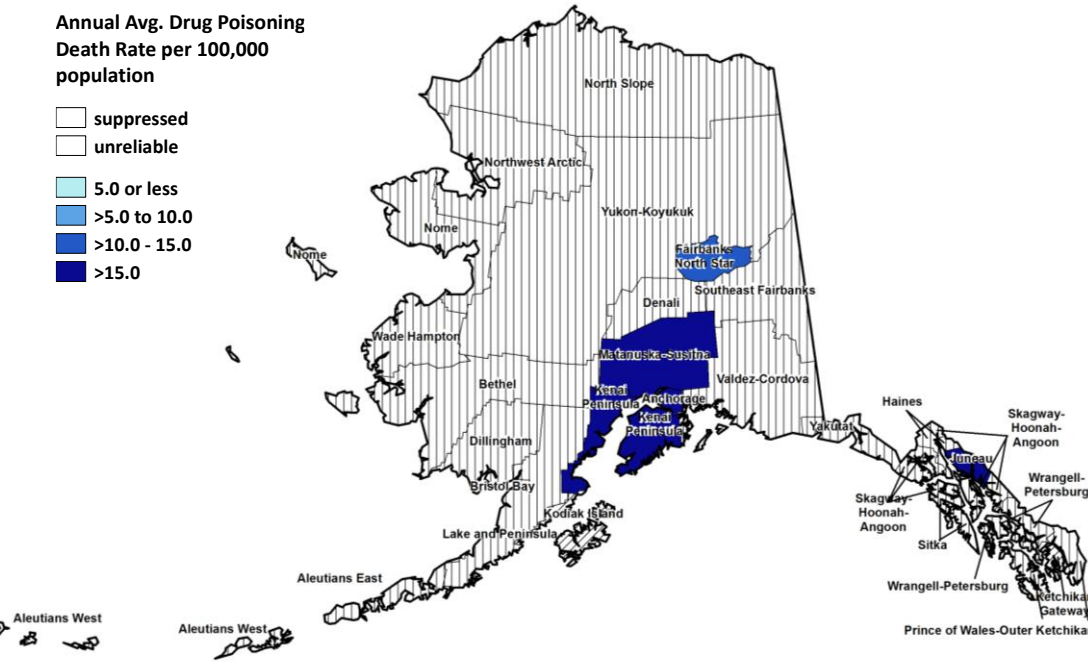 Annual Avg. Drug Poisoning
Death Rate per 100,000
population
suppressed
unreliable
5.0 or less
>5.0 to 10.0
>10.0 - 15.0
>15.0
North Slope
Northwest Arctic
Yukon-Koyukuk
Nome
Nome
Fairbanks
North Star
Southeast Fairbanks
Denali
Wade Hampton
Matanuska-Susitna
Valdez-Cordova
Bethel
Kenai
Peninsula
Anchorage
Kenai
Peninsula
Haines
Skagway-
Hoonah-
Angoon
Yakutat
Dillingham
Juneau
Wrangell-
Petersburg
Bristol Bay
Skagway-
Hoonah-
Angoon
Kodiak Island
Lake and Peninsula
Sitka
Aleutians East
Wrangell-Petersburg
Ketchikan
Gateway
Aleutians West
Aleutians West
Prince of Wales-Outer Ketchikan